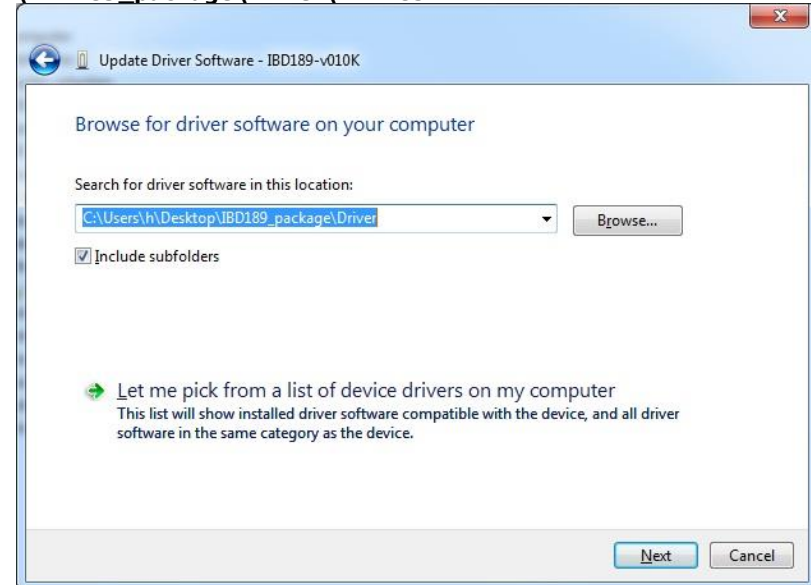 Update Driver Software - IBD189-v010K
Browse for driver software on your computer
Search for driver software in this location:
C:\Users\h\Desktop\IBD189_package\Driver
Browse...
Include subfolders
Let me pick from a list of device drivers on my computer
This list will show installed driver software compatible with the device, and all driver
software in the same category as the device.
Next
Cancel